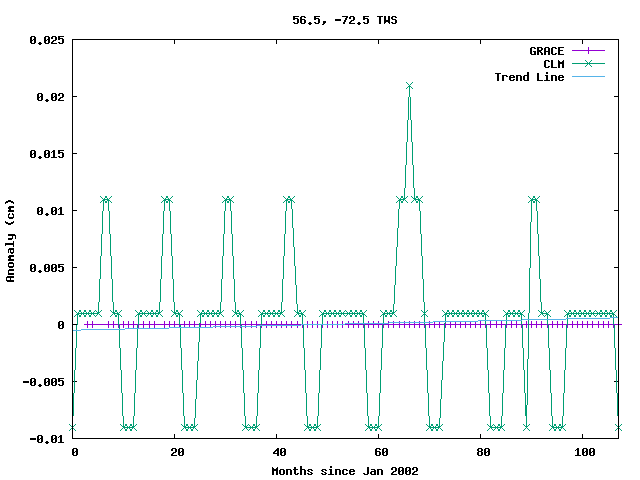 56.5, -72.5 TWS
GRACE
CLM
Trend Line
0.025
0.02
0.015
0.01
0.005
0
-0.005
-0.01
Anomaly (cm)
0 20 40 60 80 100
Months since Jan 2002